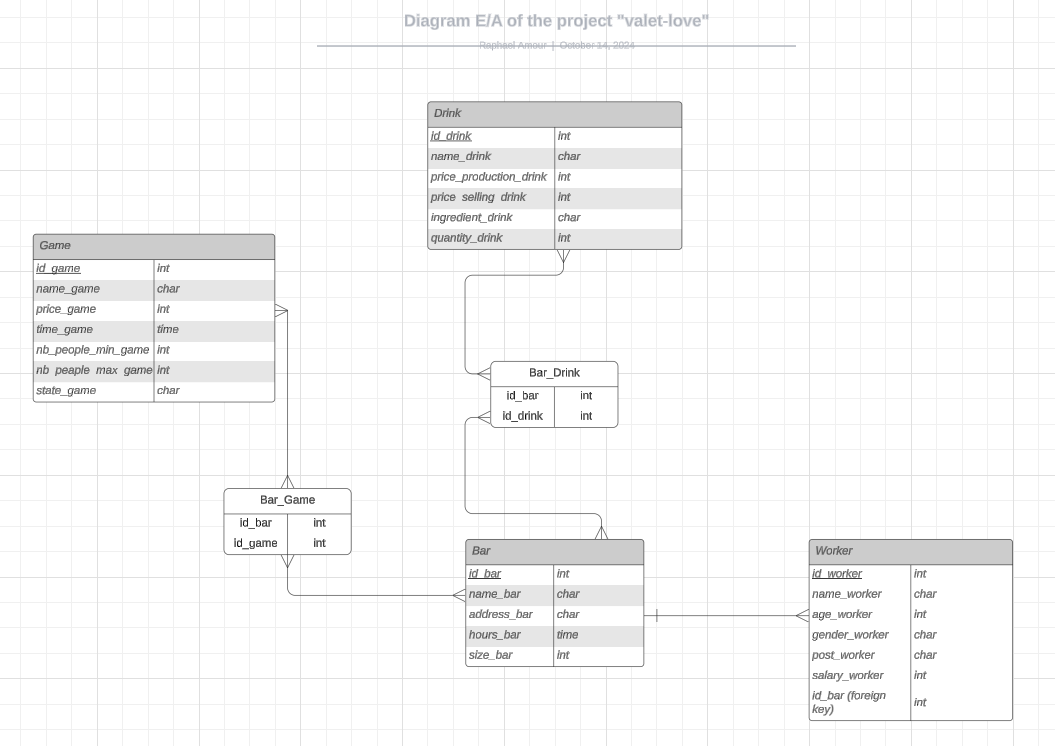 Diagram E/A of the project "valet-love"
Raphael Amour | October 14, 2024
Drink
id_drink int
name_drink char
price_production_drink int
price_selling_drink int
ingredient_drink char
quantity_drink int
Game
id_game int
name_game char
price_game int
time_game time
nb_people_min_game int
nb_peaple_max_game int
state_game char
Bar_Drink
id_bar int
id_drink int
Bar_Game
id_bar int
id_game int
Bar
id_bar int
name_bar char
address_bar char
hours_bar time
size_bar int
Worker
id_worker int
name_worker char
age_worker int
gender_worker char
post_worker char
salary_worker int
id_bar (foreign
key) int